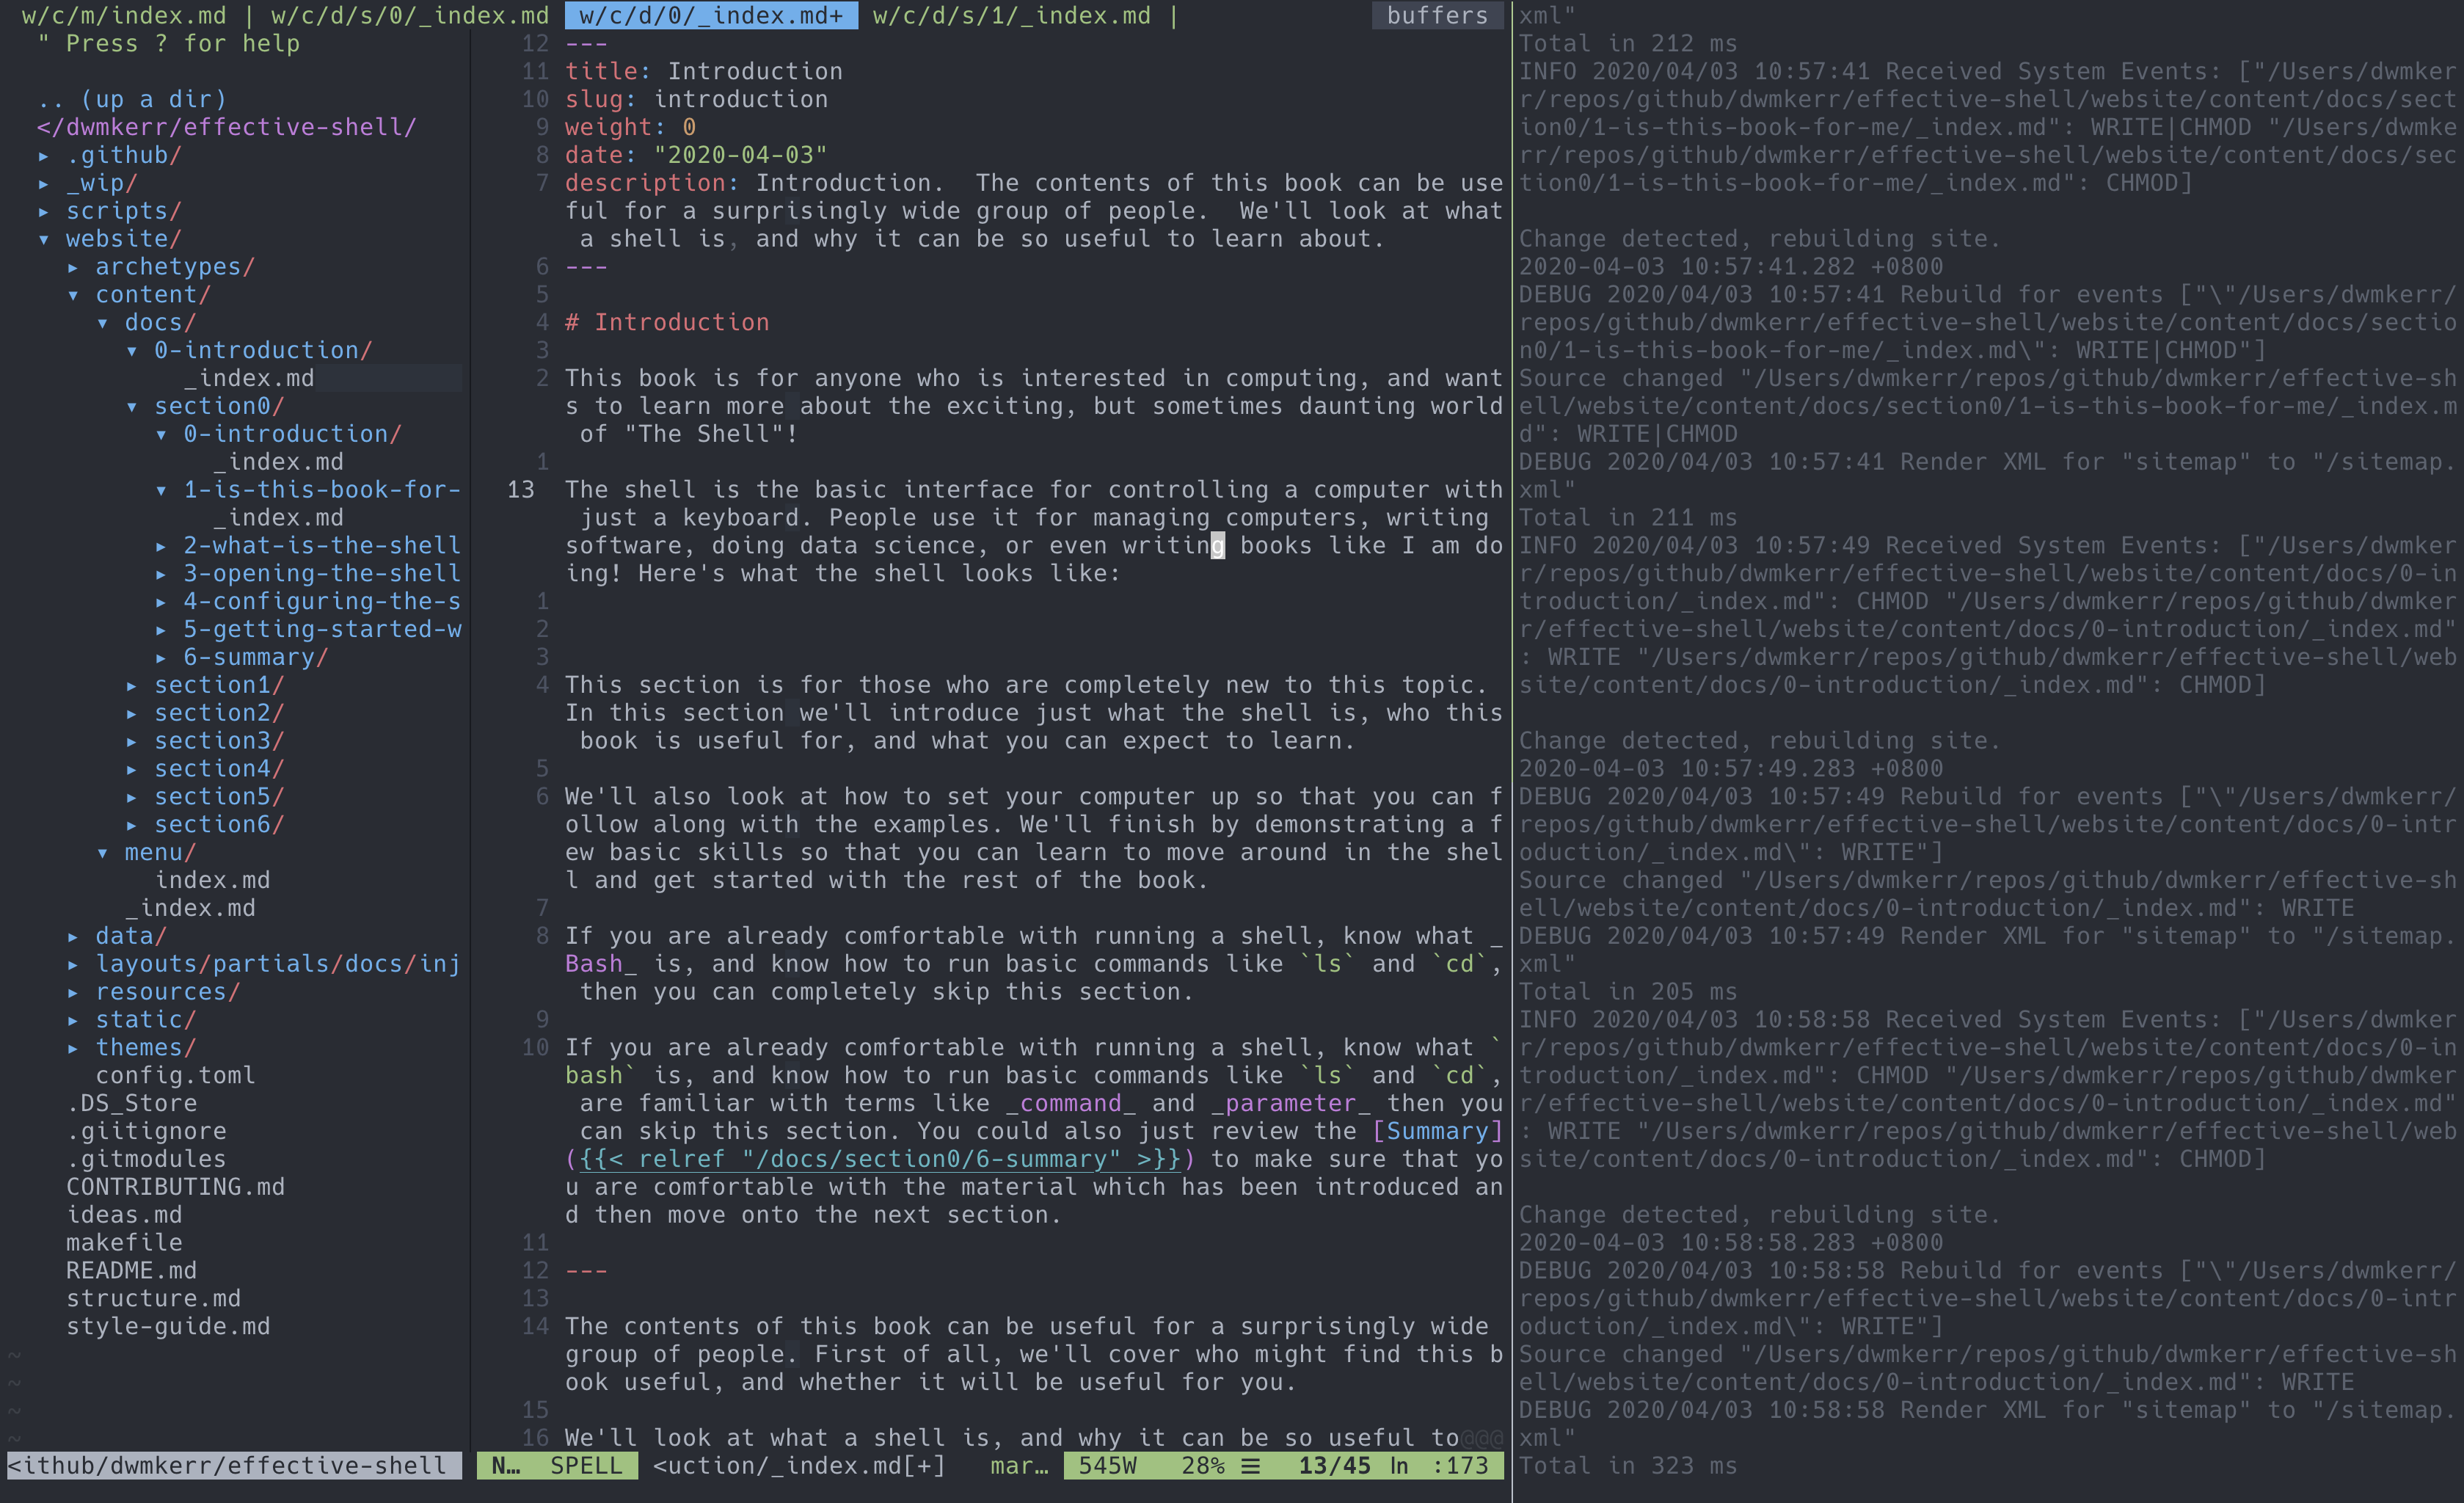 w/c/m/index.md | w/c/d/s/0/_index.md w/c/d/0/_index.md+ w/c/d/s/1/_index.md | buffers
" Press ? for help
.. (up a dir)
</dwmkerr/effective-shell/
▸ .github/
▸ _wip/
▸ scripts/
▾ website/
▸ archetypes/
▾ content/
▾ docs/
▾ 0-introduction/
_index.md
▾ section0/
▾ 0-introduction/
_index.md
▾ 1-is-this-book-for-
_index.md
▸ 2-what-is-the-shell
▸ 3-opening-the-shell
▸ 4-configuring-the-s
▸ 5-getting-started-w
▸ 6-summary/
▸ section1/
▸ section2/
▸ section3/
▸ section4/
▸ section5/
▸ section6/
▾ menu/
index.md
_index.md
▸ data/
▸ layouts/partials/docs/inj
▸ resources/
▸ static/
▸ themes/
config.toml
.DS_Store
.giitignore
.gitmodules
CONTRIBUTING.md
ideas.md
makefile
README.md
structure.md
style-guide.md
~
~
~
~
<ithub/dwmkerr/effective-shell
12 ---
11 title: Introduction
10 slug: introduction
9 weight: 0
8 date: "2020-04-03"
7 description: Introduction.  The contents of this book can be use
ful for a surprisingly wide group of people.  We'll look at what
a shell is, and why it can be so useful to learn about.
6 ---
5
4 # Introduction
3
2 This book is for anyone who is interested in computing, and want
s to learn more about the exciting, but sometimes daunting world
of "The Shell"!
1
13 The shell is the basic interface for controlling a computer with
just a keyboard. People use it for managing computers, writing
software, doing data science, or even writing books like I am do
ing! Here's what the shell looks like:
1
2
3
4 This section is for those who are completely new to this topic.
In this section we'll introduce just what the shell is, who this
book is useful for, and what you can expect to learn.
5
6 We'll also look at how to set your computer up so that you can f
ollow along with the examples. We'll finish by demonstrating a f
ew basic skills so that you can learn to move around in the shel
l and get started with the rest of the book.
7
8 If you are already comfortable with running a shell, know what _
Bash_ is, and know how to run basic commands like `ls` and `cd`,
then you can completely skip this section.
9
10 If you are already comfortable with running a shell, know what `
bash` is, and know how to run basic commands like `ls` and `cd`,
are familiar with terms like _command_ and _parameter_ then you
can skip this section. You could also just review the [Summary]
({{< relref "/docs/section0/6-summary" >}}) to make sure that yo
u are comfortable with the material which has been introduced an
d then move onto the next section.
11
12 ---
13
14 The contents of this book can be useful for a surprisingly wide
group of people. First of all, we'll cover who might find this b
ook useful, and whether it will be useful for you.
15
16 We'll look at what a shell is, and why it can be so useful to@@@
N… SPELL <uction/_index.md[+] mar… 545W 28% ☰ 13/45 ln :173
xml"
Total in 212 ms
INFO 2020/04/03 10:57:41 Received System Events: ["/Users/dwmker
r/repos/github/dwmkerr/effective-shell/website/content/docs/sect
ion0/1-is-this-book-for-me/_index.md": WRITE|CHMOD "/Users/dwmke
rr/repos/github/dwmkerr/effective-shell/website/content/docs/sec
tion0/1-is-this-book-for-me/_index.md": CHMOD]
Change detected, rebuilding site.
2020-04-03 10:57:41.282 +0800
DEBUG 2020/04/03 10:57:41 Rebuild for events ["\"/Users/dwmkerr/
repos/github/dwmkerr/effective-shell/website/content/docs/sectio
n0/1-is-this-book-for-me/_index.md\": WRITE|CHMOD"]
Source changed "/Users/dwmkerr/repos/github/dwmkerr/effective-sh
ell/website/content/docs/section0/1-is-this-book-for-me/_index.m
d": WRITE|CHMOD
DEBUG 2020/04/03 10:57:41 Render XML for "sitemap" to "/sitemap.
xml"
Total in 211 ms
INFO 2020/04/03 10:57:49 Received System Events: ["/Users/dwmker
r/repos/github/dwmkerr/effective-shell/website/content/docs/0-in
troduction/_index.md": CHMOD "/Users/dwmkerr/repos/github/dwmker
r/effective-shell/website/content/docs/0-introduction/_index.md"
: WRITE "/Users/dwmkerr/repos/github/dwmkerr/effective-shell/web
site/content/docs/0-introduction/_index.md": CHMOD]
Change detected, rebuilding site.
2020-04-03 10:57:49.283 +0800
DEBUG 2020/04/03 10:57:49 Rebuild for events ["\"/Users/dwmkerr/
repos/github/dwmkerr/effective-shell/website/content/docs/0-intr
oduction/_index.md\": WRITE"]
Source changed "/Users/dwmkerr/repos/github/dwmkerr/effective-sh
ell/website/content/docs/0-introduction/_index.md": WRITE
DEBUG 2020/04/03 10:57:49 Render XML for "sitemap" to "/sitemap.
xml"
Total in 205 ms
INFO 2020/04/03 10:58:58 Received System Events: ["/Users/dwmker
r/repos/github/dwmkerr/effective-shell/website/content/docs/0-in
troduction/_index.md": CHMOD "/Users/dwmkerr/repos/github/dwmker
r/effective-shell/website/content/docs/0-introduction/_index.md"
: WRITE "/Users/dwmkerr/repos/github/dwmkerr/effective-shell/web
site/content/docs/0-introduction/_index.md": CHMOD]
Change detected, rebuilding site.
2020-04-03 10:58:58.283 +0800
DEBUG 2020/04/03 10:58:58 Rebuild for events ["\"/Users/dwmkerr/
repos/github/dwmkerr/effective-shell/website/content/docs/0-intr
oduction/_index.md\": WRITE"]
Source changed "/Users/dwmkerr/repos/github/dwmkerr/effective-sh
ell/website/content/docs/0-introduction/_index.md": WRITE
DEBUG 2020/04/03 10:58:58 Render XML for "sitemap" to "/sitemap.
xml"
Total in 323 ms